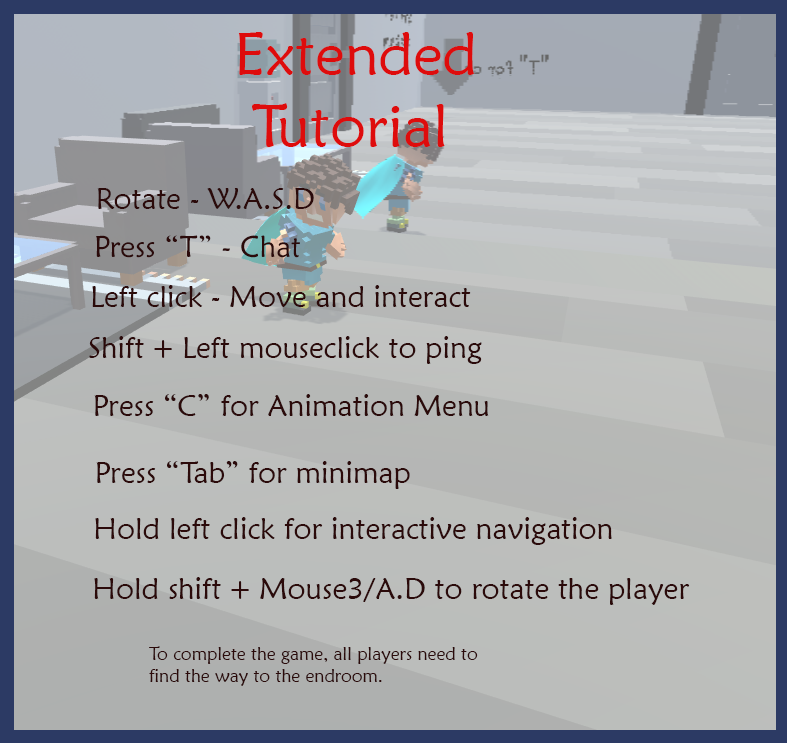 Extended
Tutorial
Rotate - W.A.S.D
Press “T” - Chat
Left click - Move and interact
Shift + Left mouseclick to ping
Press “C” for Animation Menu
Press “Tab” for minimap
Hold left click for interactive navigation
Hold shift + Mouse3/A.D to rotate the player
To complete the game, all players need to
find the way to the endroom.